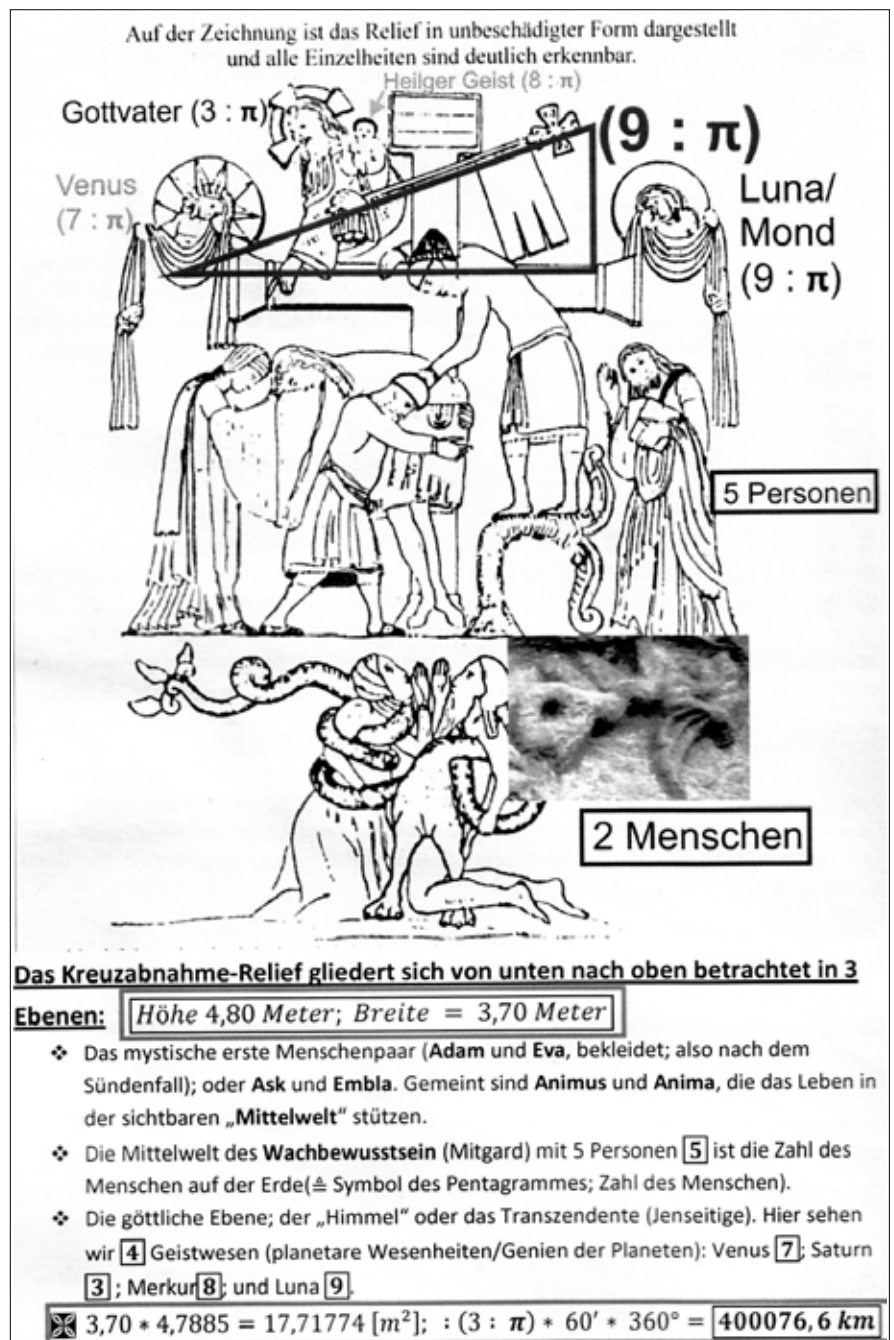 Auf der Zeichnung ist das Relief in unbeschädigter Form dargestellt
und alle Einzelheiten sind deutlich erkennbar.
Heilger Geist (8 : π)
Gottvater (3 : π)
(9 : π)
Venus
(7 : π)
Luna/
Mond
(9 : π)
5 Personen
2 Menschen
Das Kreuzabnahme-Relief gliedert sich von unten nach oben betrachtet in 3
Ebenen: Höhe 4,80 Meter; Breite = 3,70 Meter
❖ Das mystische erste Menschenpaar (Adam und Eva, bekleidet; also nach dem
Sündenfall); oder Ask und Embla. Gemeint sind Animus und Anima, die das Leben in
der sichtbaren „Mittelwelt“ stützen.
❖ Die Mittelwelt des Wachbewusstsein (Mitgard) mit 5 Personen 5 ist die Zahl des
Menschen auf der Erde(≙ Symbol des Pentagrammes; Zahl des Menschen).
❖ Die göttliche Ebene; der „Himmel“ oder das Transzendente (Jenseitige). Hier sehen
wir 4 Geistwesen (planetare Wesenheiten/Genien der Planeten): Venus 7; Saturn
3 ; Merkur 8; und Luna 9.
3,70 * 4,7885 = 17,71774 [m²]; : (3 : π) * 60′ * 360° = 400076,6 km